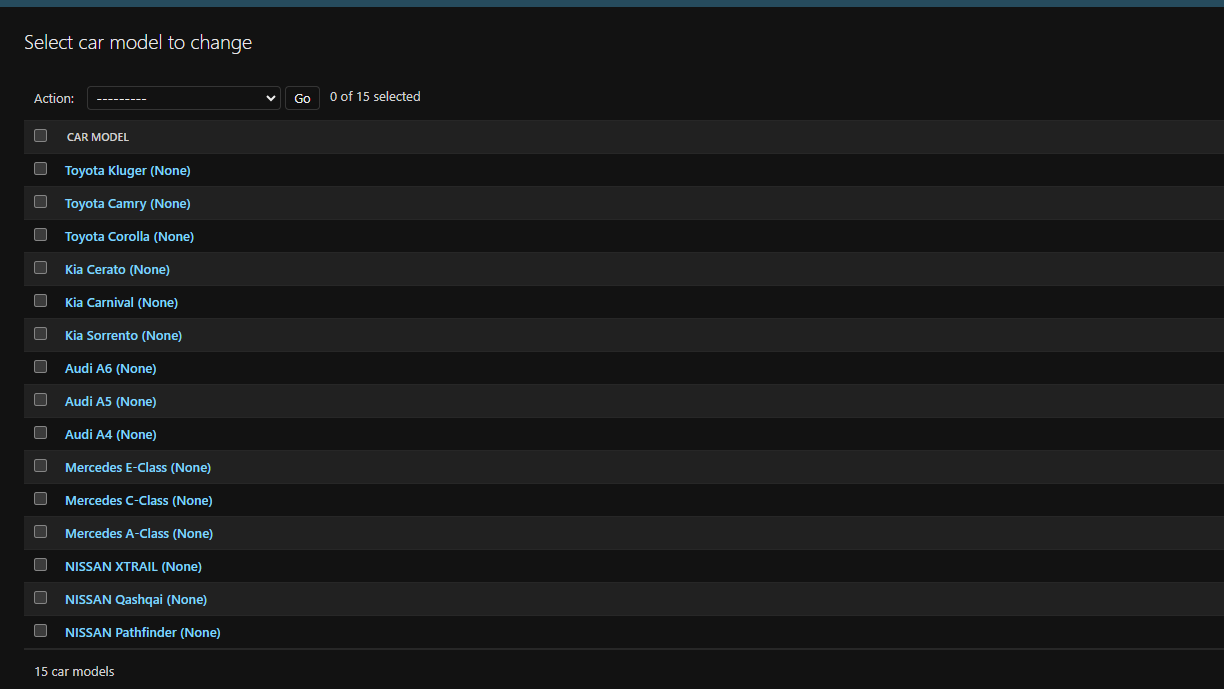 Select car model to change
Action: --------- Go 0 of 15 selected
CAR MODEL
Toyota Kluger (None)
Toyota Camry (None)
Toyota Corolla (None)
Kia Cerato (None)
Kia Carnival (None)
Kia Sorrento (None)
Audi A6 (None)
Audi A5 (None)
Audi A4 (None)
Mercedes E-Class (None)
Mercedes C-Class (None)
Mercedes A-Class (None)
NISSAN XTRAIL (None)
NISSAN Qashqai (None)
NISSAN Pathfinder (None)
15 car models